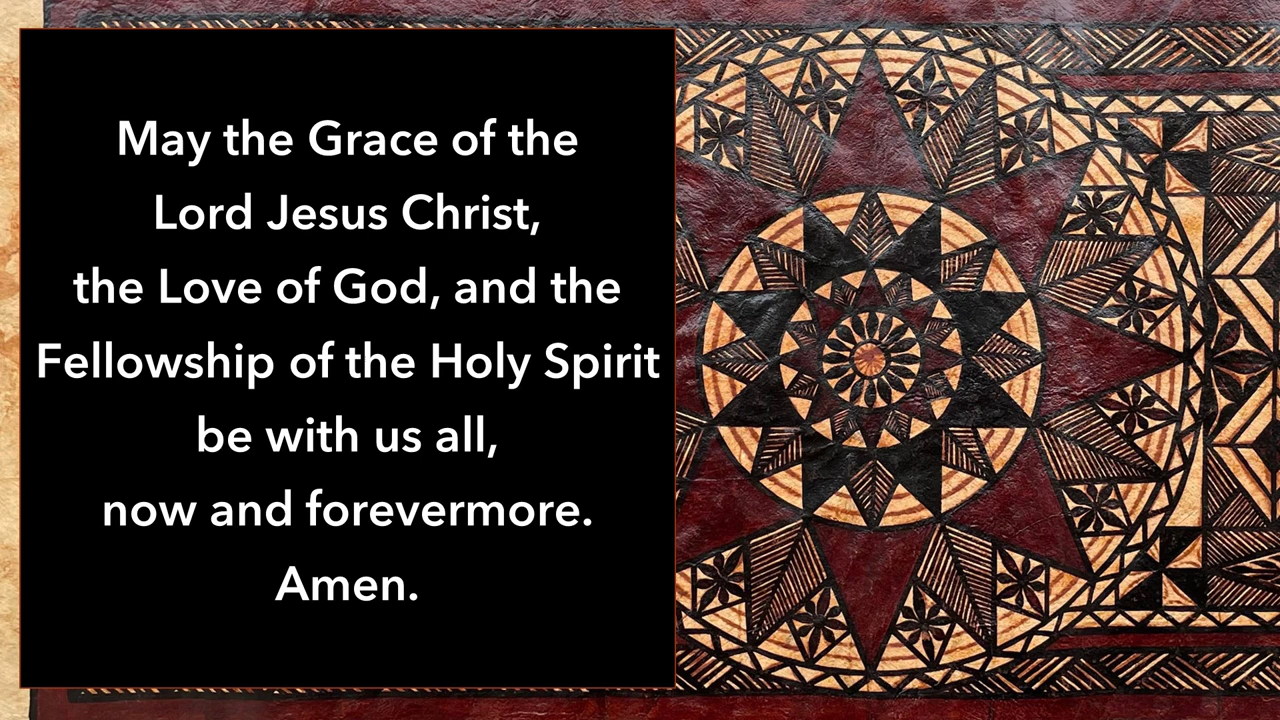 May the Grace of the
Lord Jesus Christ,
the Love of God, and the
Fellowship of the Holy Spirit
be with us all,
now and forevermore.
Amen.